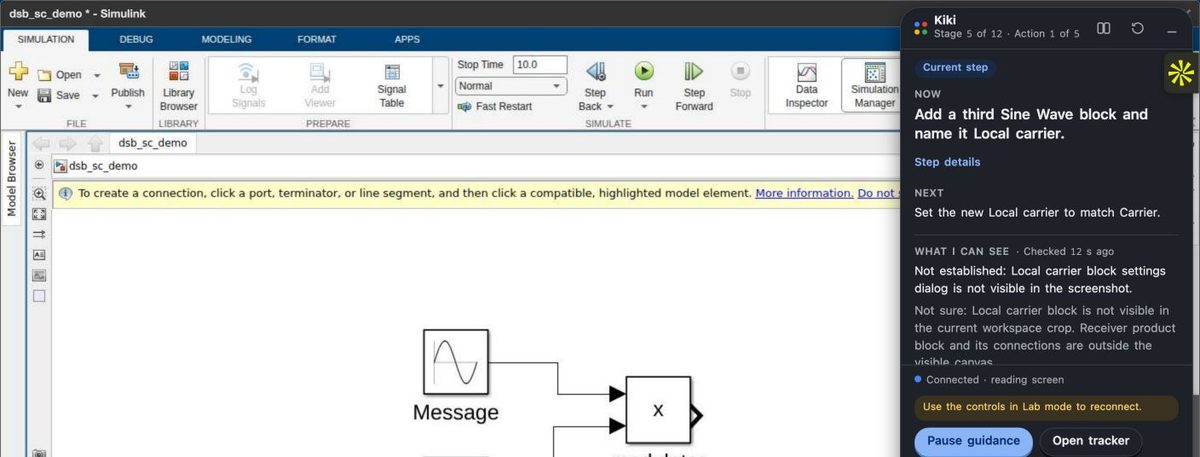 dsb_sc_demo * - Simulink
SIMULATION DEBUG MODELING FORMAT APPS
New
Open
Save
Publish
FILE
Library
Browser
LIBRARY
Log
Signals
Add
Viewer
Signal
Table
PREPARE
Stop Time 10.0
Normal
Fast Restart
Step
Back
Run
Step
Forward
Stop
SIMULATE
Data
Inspector
Simulation
Manager
Model Browser
dsb_sc_demo
dsb_sc_demo
To create a connection, click a port, terminator, or line segment, and then click a compatible, highlighted model element. More information. Do not
Message
x
Kiki
Stage 5 of 12 · Action 1 of 5
Current step
NOW
Add a third Sine Wave block and
name it Local carrier.
Step details
NEXT
Set the new Local carrier to match Carrier.
WHAT I CAN SEE · Checked 12 s ago
Not established: Local carrier block settings
dialog is not visible in the screenshot.
Not sure: Local carrier block is not visible in
the current workspace crop. Receiver product
block and its connections are outside the
visible canvas
Connected · reading screen
Use the controls in Lab mode to reconnect.
Pause guidance
Open tracker